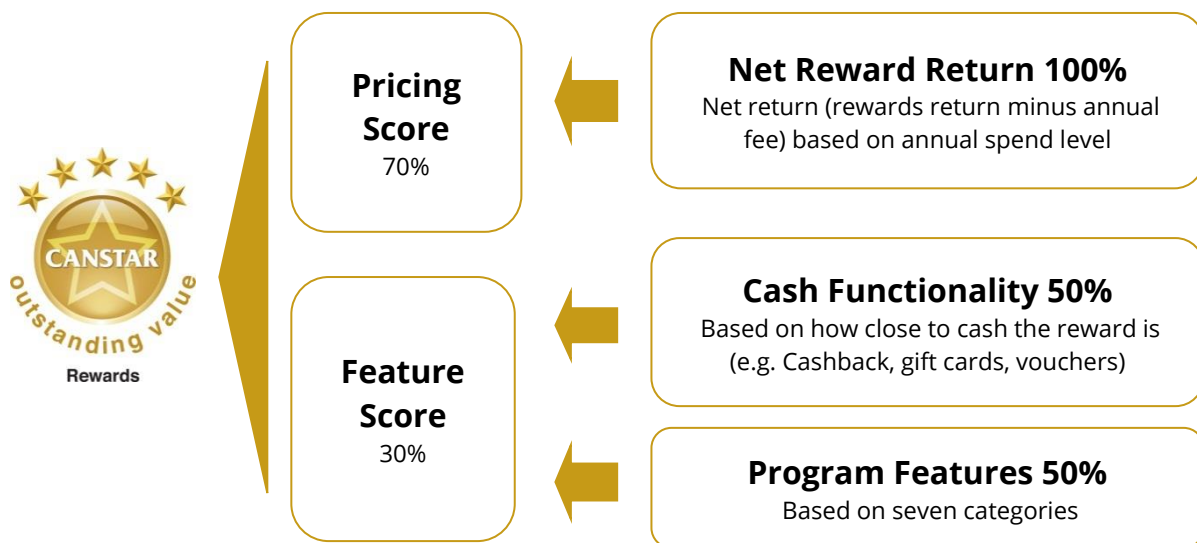 CANSTAR
outstanding value
Rewards
Pricing
Score
70%
Net Reward Return 100%
Net return (rewards return minus annual
fee) based on annual spend level
Feature
Score
30%
Cash Functionality 50%
Based on how close to cash the reward is
(e.g. Cashback, gift cards, vouchers)
Program Features 50%
Based on seven categories